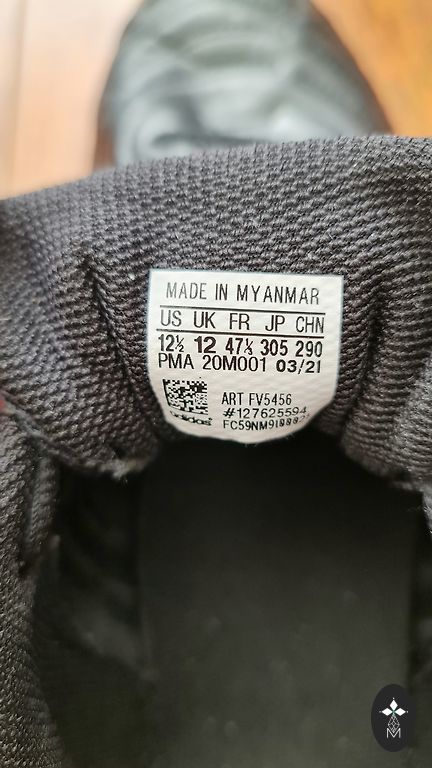 MADE IN MYANMAR
US UK FR JP CHN
12½ 12 47⅓ 305 290
PMA 20M001 03/21
ART FV5456
#127625594
adidas
M